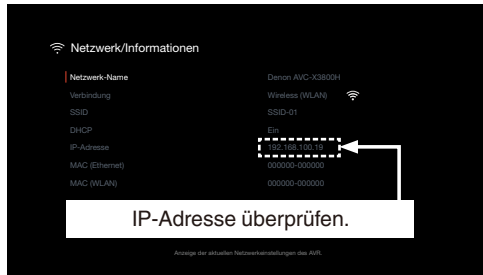 Netzwerk/Informationen
Netzwerk-Name Denon AVC-X3800H
Verbindung Wireless (WLAN)
SSID SSID-01
DHCP Ein
IP-Adresse 192.168.100.19
MAC (Ethernet) 000000-000000
MAC (WLAN) 000000-000000
IP-Adresse überprüfen.
Anzeige der aktuellen Netzwerkeinstellungen des AVR.